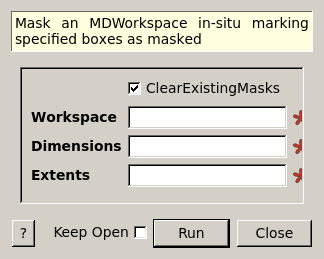 Mask an MDWorkspace in-situ marking
specified boxes as masked
ClearExistingMasks
Workspace
Dimensions
Extents
? Keep Open Run Close